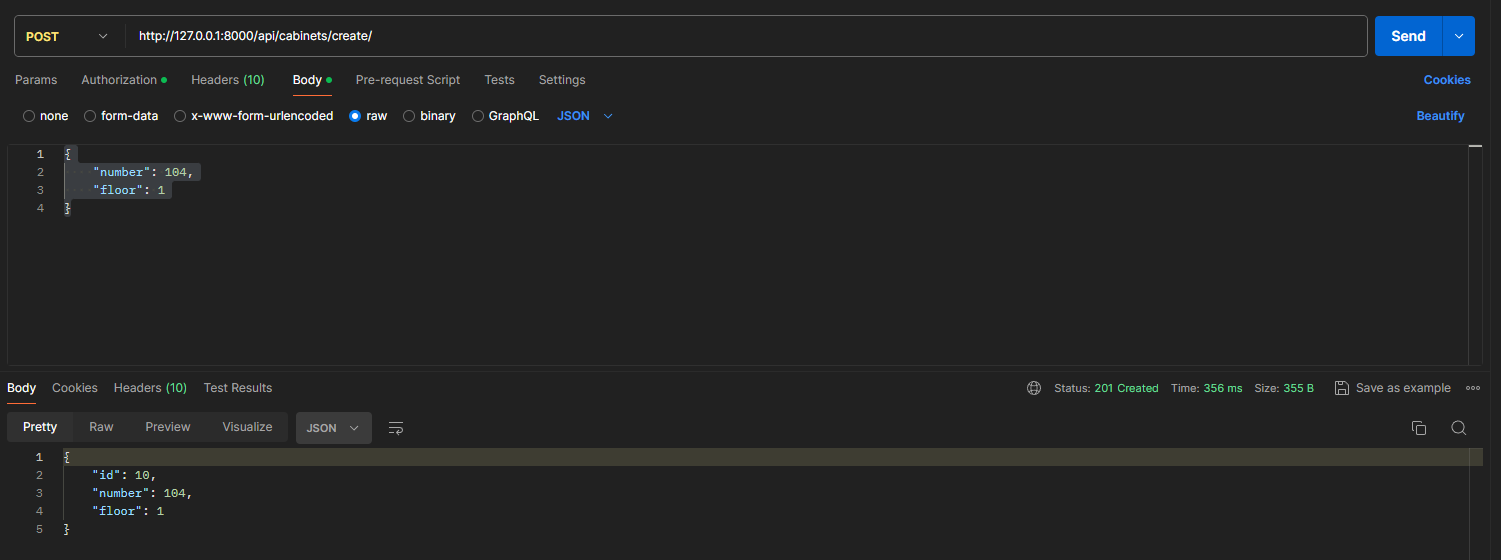 POST http://127.0.0.1:8000/api/cabinets/create/ Send
Params Authorization Headers (10) Body Pre-request Script Tests Settings Cookies
none form-data x-www-form-urlencoded raw binary GraphQL JSON Beautify
1 {
2 "number": 104,
3 "floor": 1
4 }
Body Cookies Headers (10) Test Results Status: 201 Created Time: 356 ms Size: 355 B Save as example
Pretty Raw Preview Visualize JSON
1 {
2 "id": 10,
3 "number": 104,
4 "floor": 1
5 }